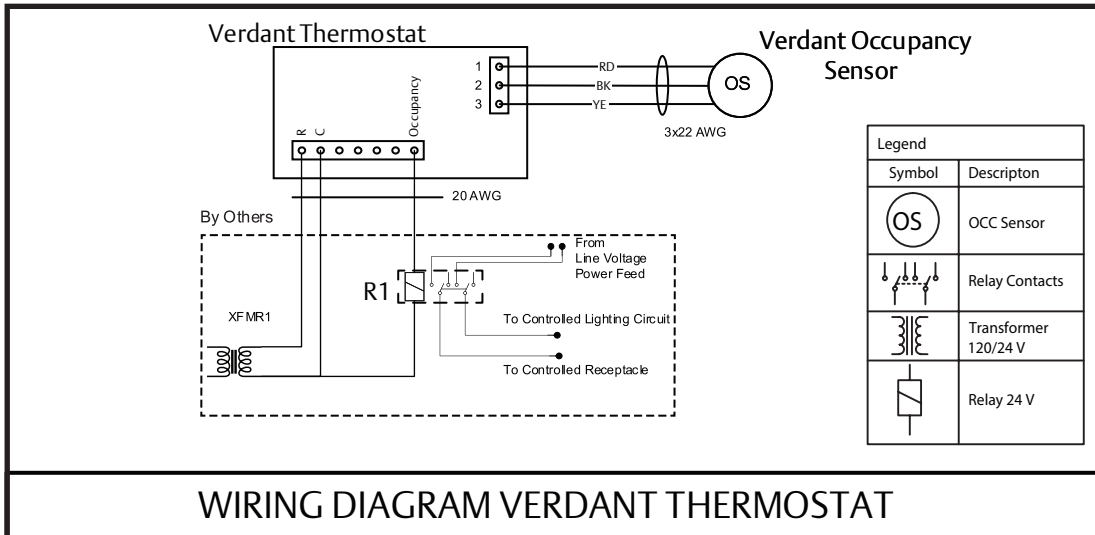 Verdant Thermostat
Verdant Occupancy
Sensor
1
2
3
RD
BK
YE
OS
3x22 AWG
R
C
Occupancy
20 AWG
By Others
From
Line Voltage
Power Feed
R1
XFMR1
To Controlled Lighting Circuit
To Controlled Receptacle
Legend
Symbol Descripton
OS OCC Sensor
Relay Contacts
Transformer
120/24 V
Relay 24 V
WIRING DIAGRAM VERDANT THERMOSTAT